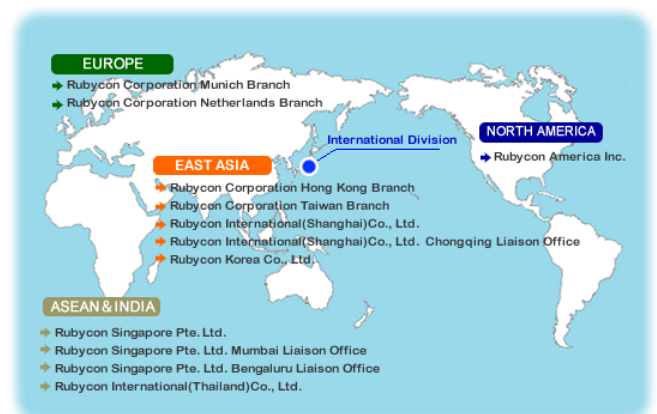 EUROPE
Rubycon Corporation Munich Branch
Rubycon Corporation Netherlands Branch
International Division
NORTH AMERICA
Rubycon America Inc.
EAST ASIA
Rubycon Corporation Hong Kong Branch
Rubycon Corporation Taiwan Branch
Rubycon International(Shanghai)Co., Ltd.
Rubycon International(Shanghai)Co., Ltd. Chongqing Liaison Office
Rubycon Korea Co., Ltd.
ASEAN & INDIA
Rubycon Singapore Pte. Ltd.
Rubycon Singapore Pte. Ltd. Mumbai Liaison Office
Rubycon Singapore Pte. Ltd. Bengaluru Liaison Office
Rubycon International(Thailand)Co., Ltd.